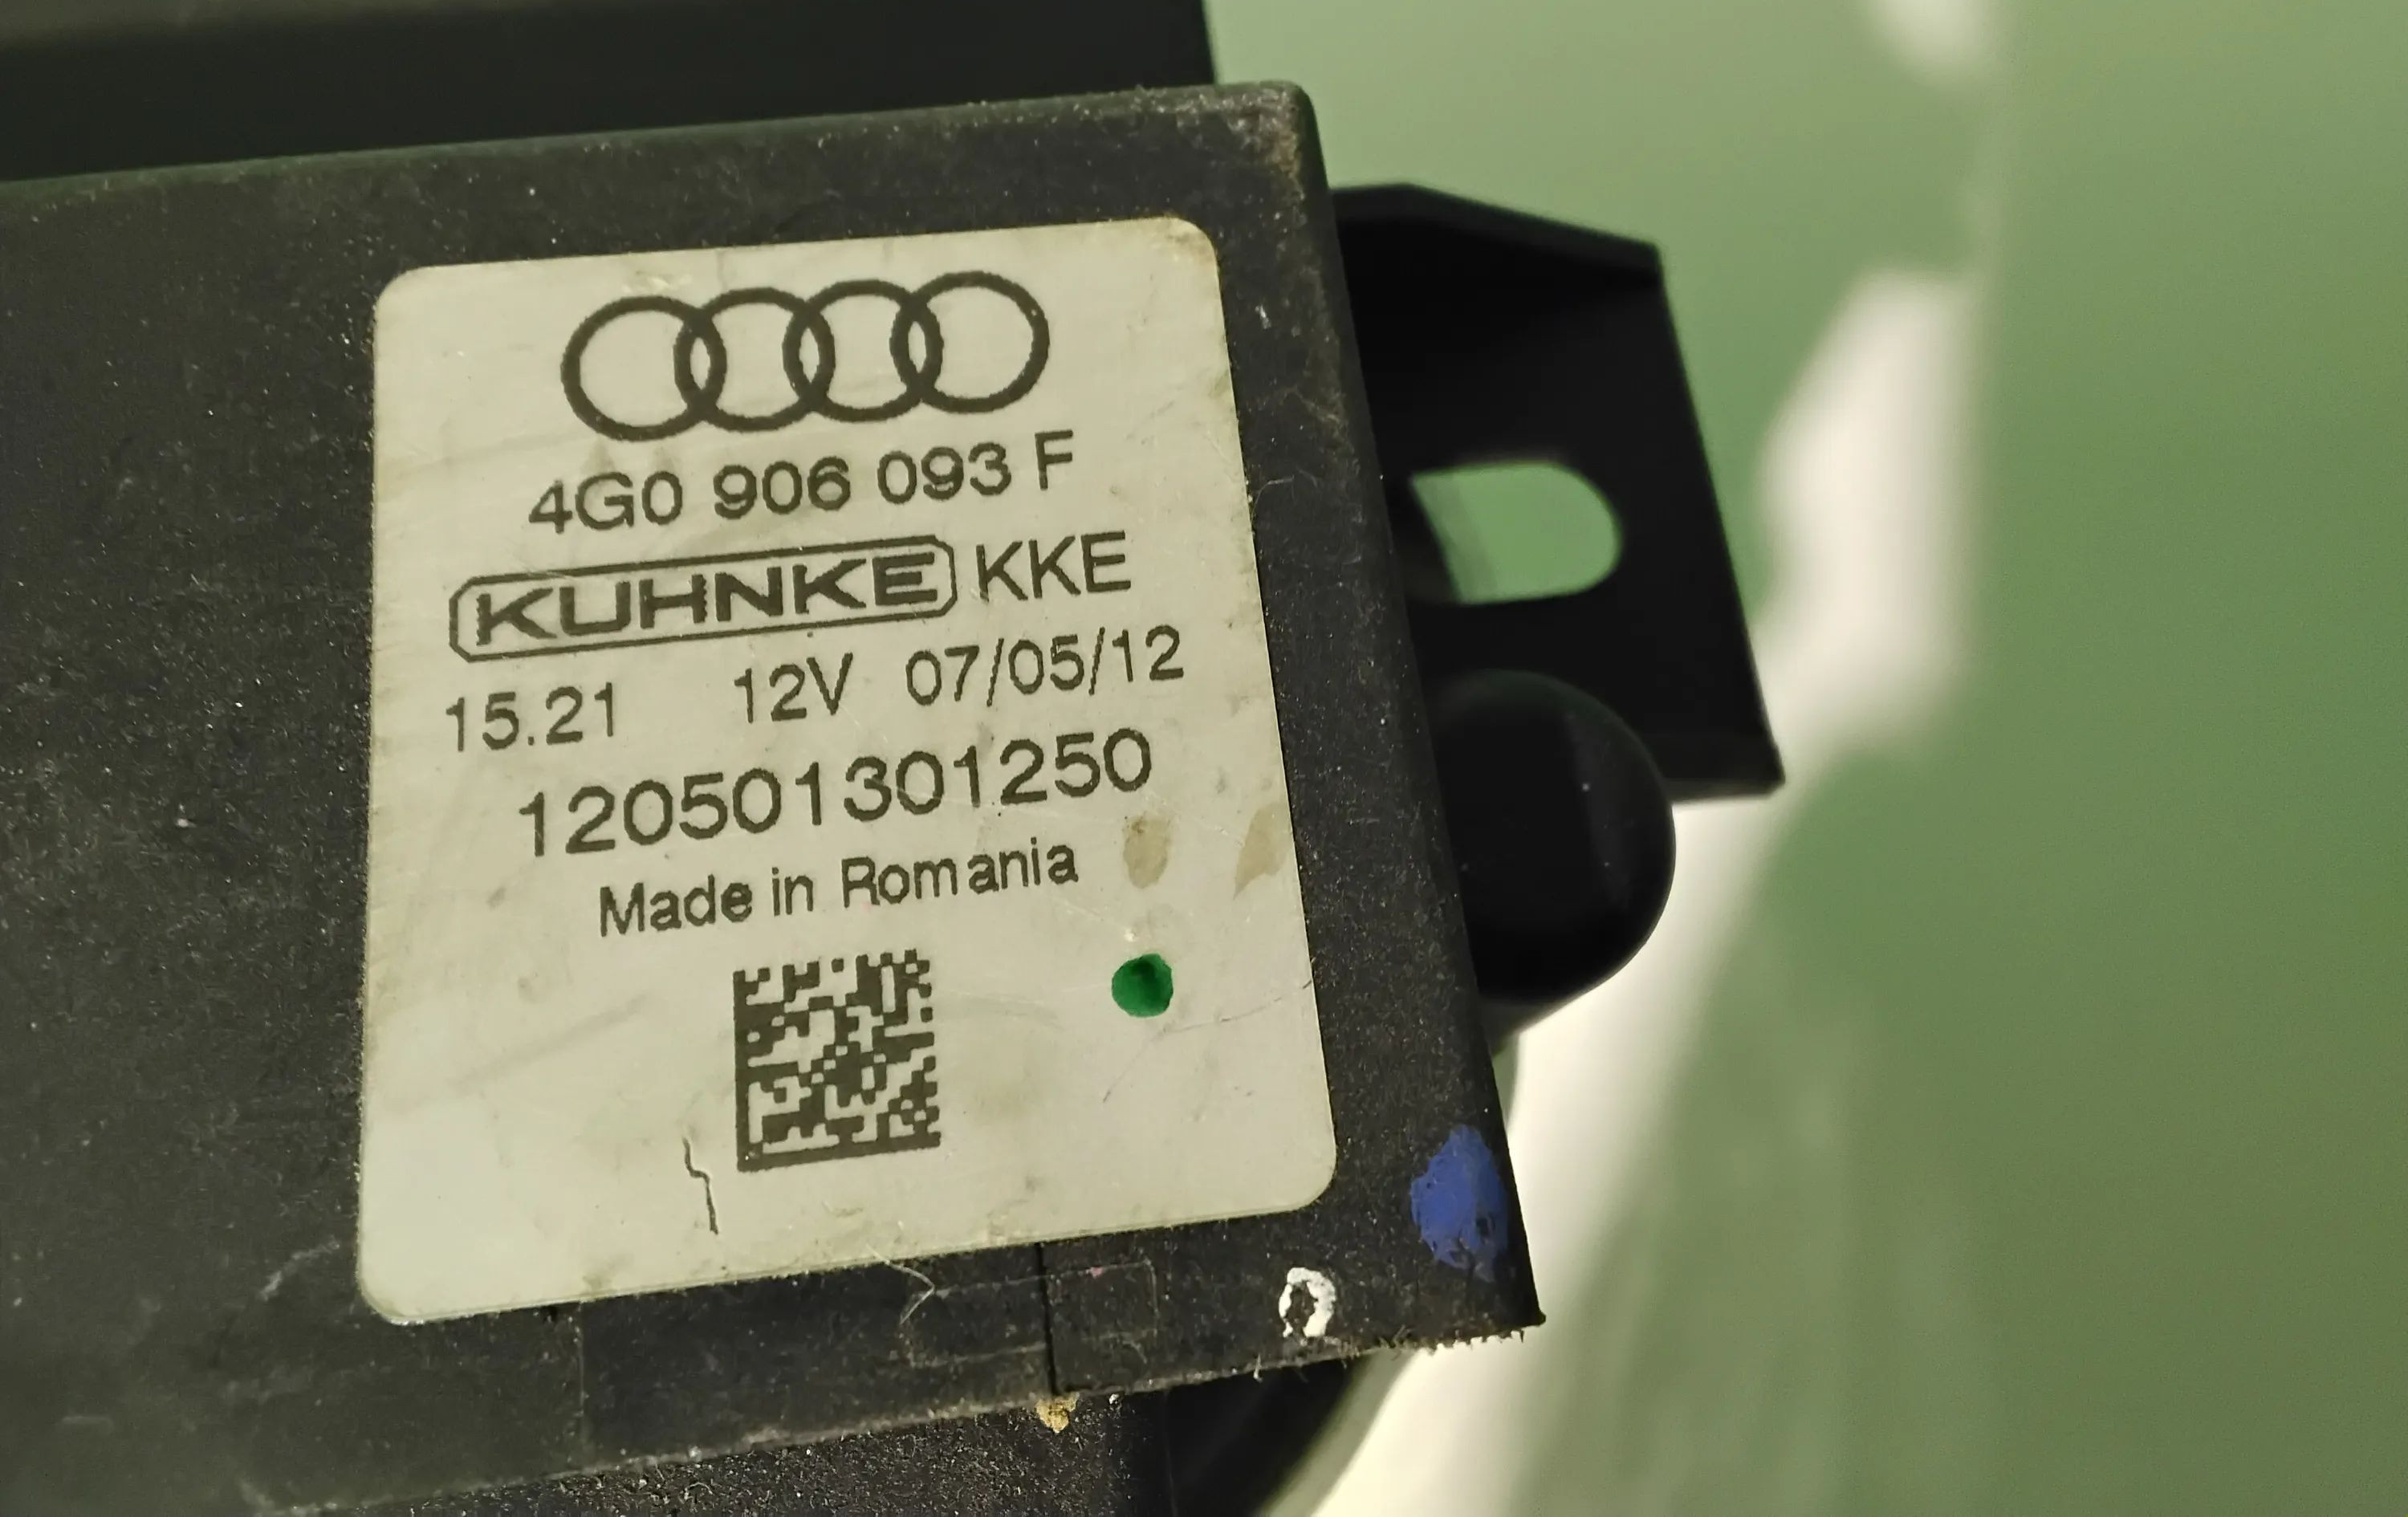 4G0 906 093 F
KUHNKE KKE
15.21 12V 07/05/12
120501301250
Made in Romania